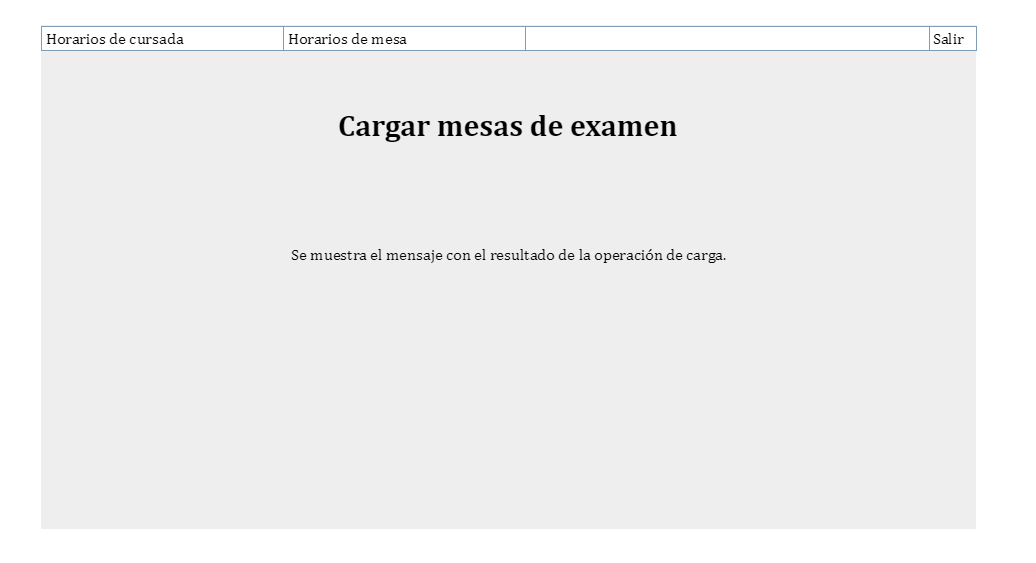 Horarios de cursada Horarios de mesa Salir
Cargar mesas de examen
Se muestra el mensaje con el resultado de la operación de carga.